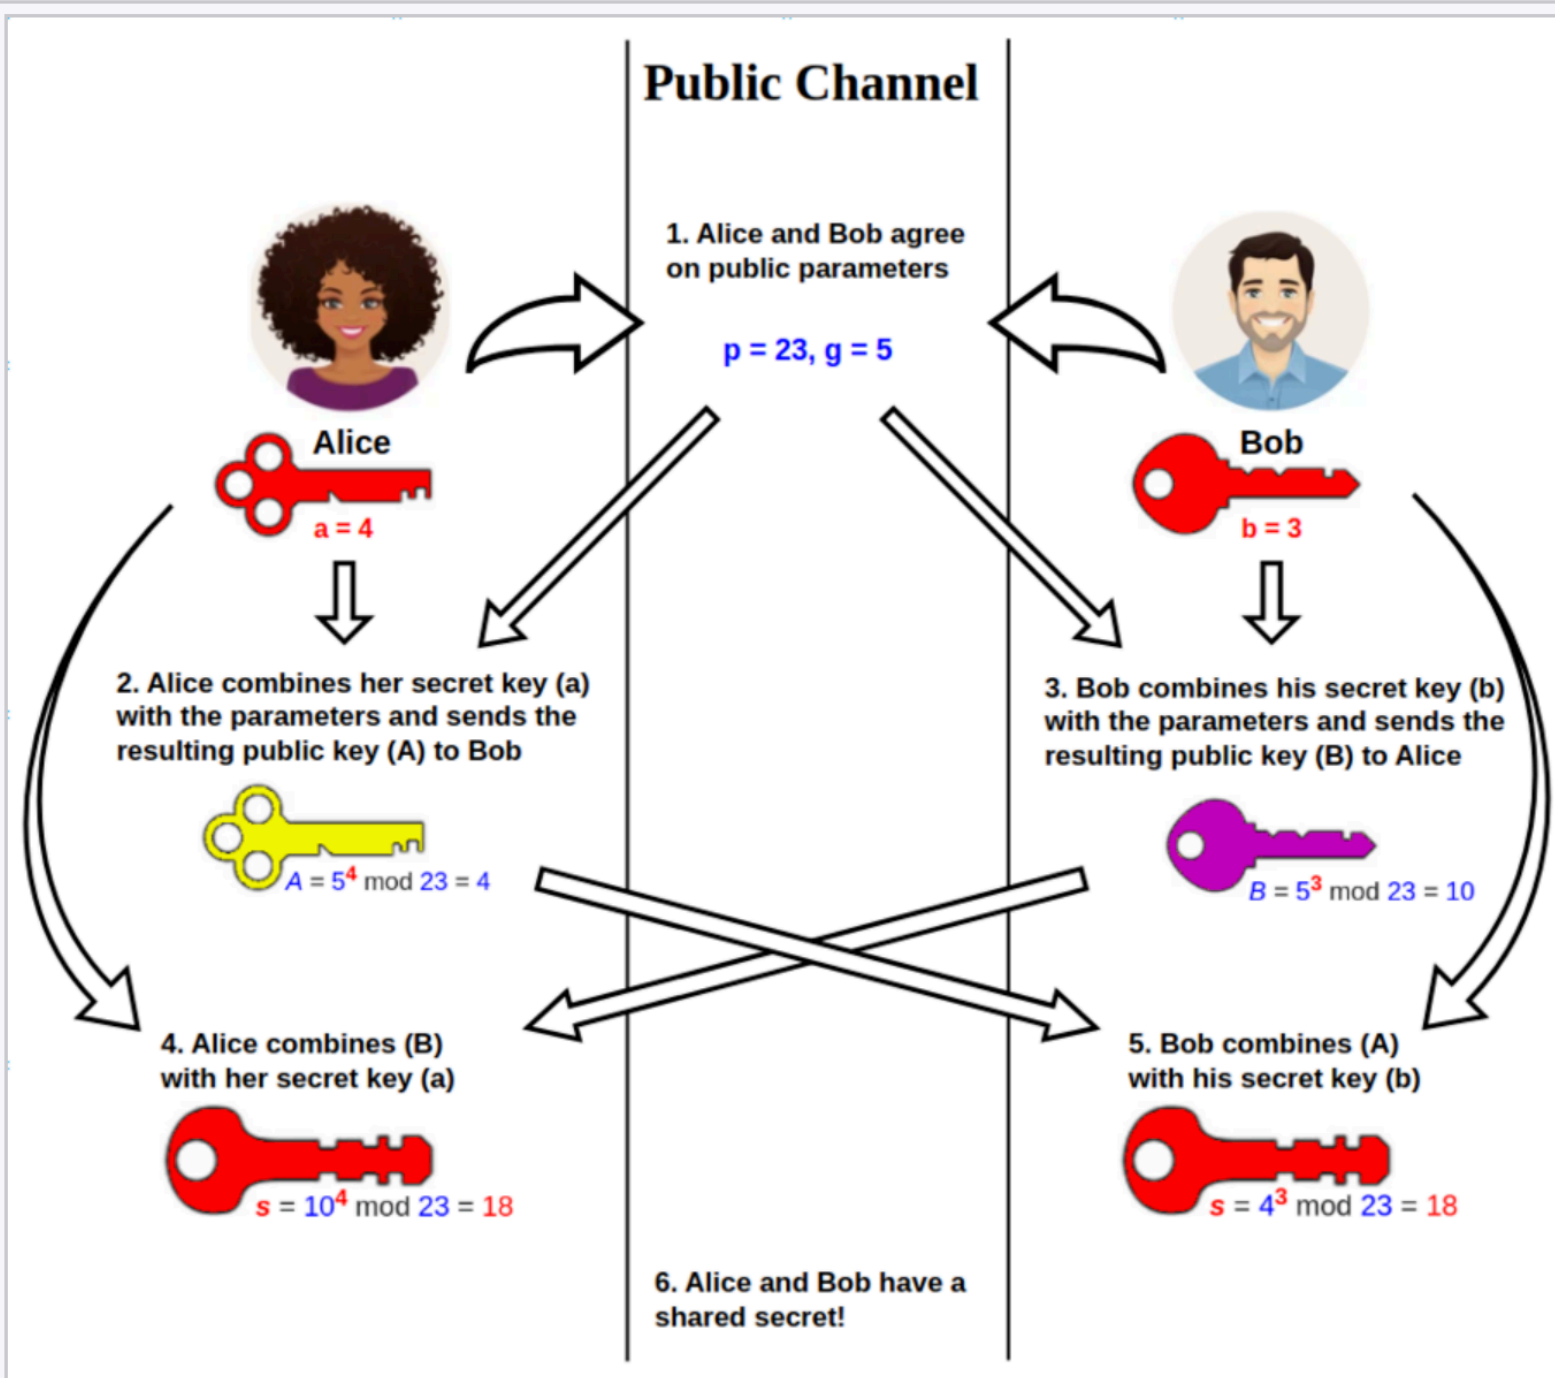 Public Channel
1. Alice and Bob agree
on public parameters
p = 23, g = 5
Alice
a = 4
Bob
b = 3
2. Alice combines her secret key (a)
with the parameters and sends the
resulting public key (A) to Bob
A = 5⁴ mod 23 = 4
3. Bob combines his secret key (b)
with the parameters and sends the
resulting public key (B) to Alice
B = 5³ mod 23 = 10
4. Alice combines (B)
with her secret key (a)
s = 10⁴ mod 23 = 18
5. Bob combines (A)
with his secret key (b)
s = 4³ mod 23 = 18
6. Alice and Bob have a
shared secret!